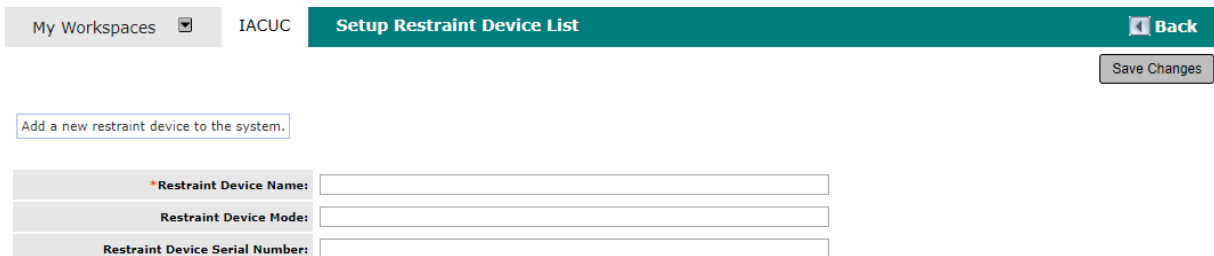 My Workspaces IACUC Setup Restraint Device List Back
Save Changes
Add a new restraint device to the system.
*Restraint Device Name:
Restraint Device Mode:
Restraint Device Serial Number: